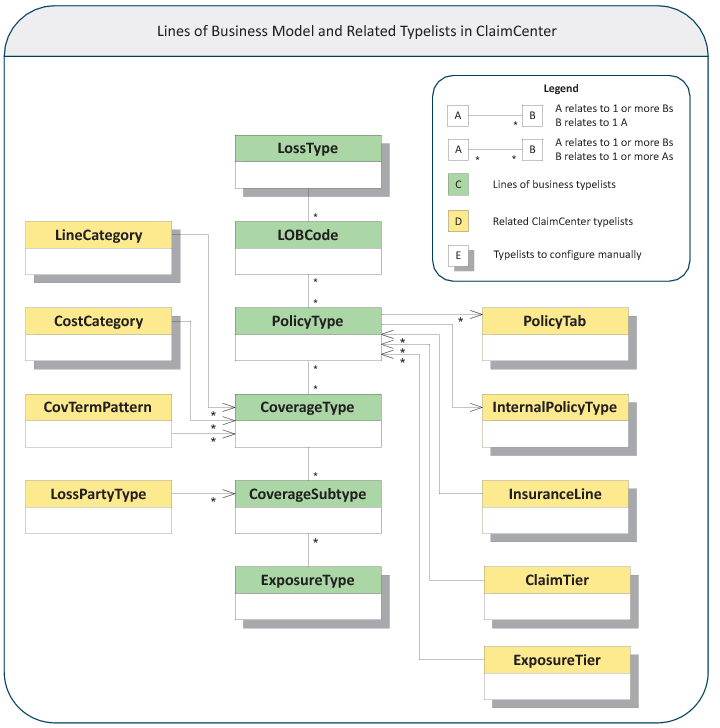 Lines of Business Model and Related Typelists in ClaimCenter
Legend
A
*
B
A relates to 1 or more Bs
B relates to 1 A
A
*
*
B
A relates to 1 or more Bs
B relates to 1 or more As
C
Lines of business typelists
D
Related ClaimCenter typelists
E
Typelists to configure manually
LossType
*
LineCategory
LOBCode
*
*
CostCategory
PolicyType
*
PolicyTab
*
*
*
*
*
CovTermPattern
CoverageType
InternalPolicyType
*
*
*
*
LossPartyType
*
CoverageSubtype
InsuranceLine
*
ExposureType
ClaimTier
ExposureTier